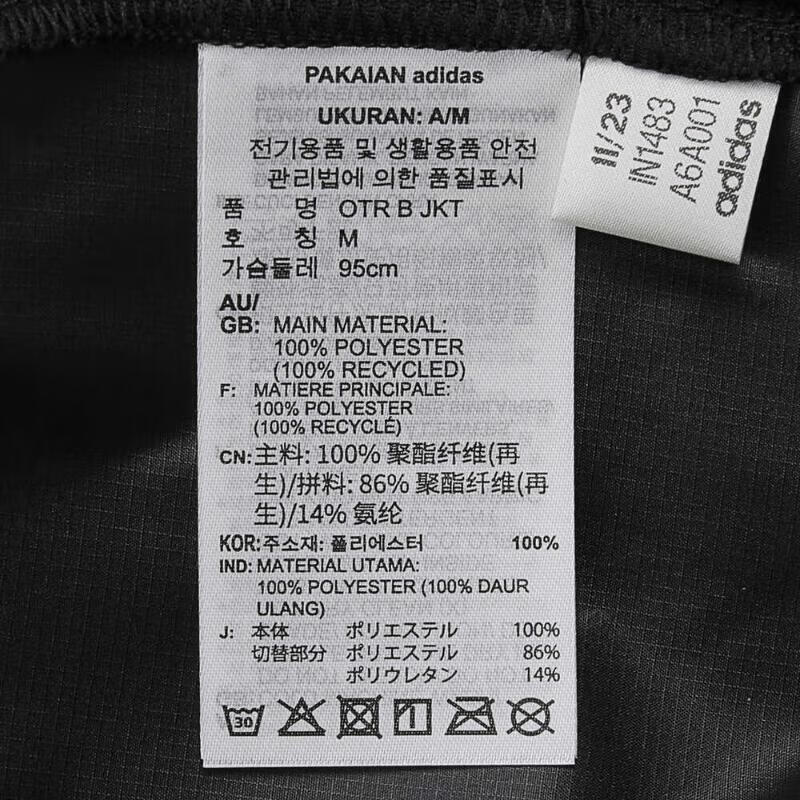 PAKAIAN adidas
UKURAN: A/M
전기용품 및 생활용품 안전
관리법에 의한 품질표시
품 명 OTR B JKT
호 칭 M
가슴둘레 95cm
AU/
GB: MAIN MATERIAL:
100% POLYESTER
(100% RECYCLED)
F: MATIERE PRINCIPALE:
100% POLYESTER
(100% RECYCLÉ)
CN:主料: 100% 聚酯纤维(再
生)/拼料: 86% 聚酯纤维(再
生)/14% 氨纶
KOR:주소재: 폴리에스터 100%
IND: MATERIAL UTAMA:
100% POLYESTER (100% DAUR
ULANG)
J: 本体 ポリエステル 100%
切替部分 ポリエステル 86%
ポリウレタン 14%
30
11/23
IN1483
A6A001
adidas